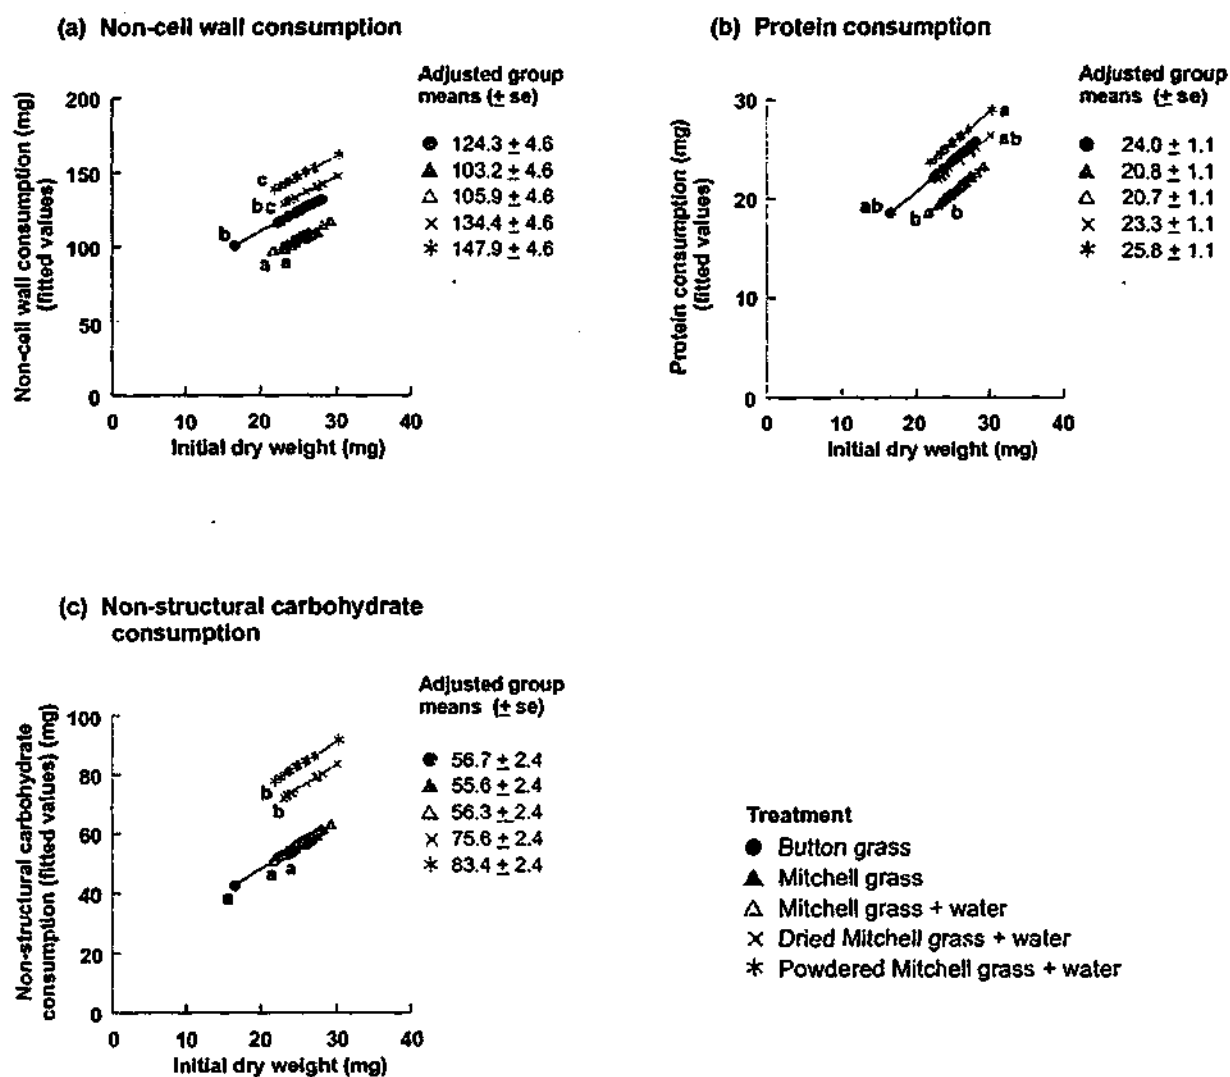 (a) Non-cell wall consumption
Adjusted group
means (± se)
200
150
100
50
0
Non-cell wall consumption (mg)
(fitted values)
124.3 ± 4.6
103.2 ± 4.6
105.9 ± 4.6
134.4 ± 4.6
147.9 ± 4.6
c
b c
b
a a
0 10 20 30 40
Initial dry weight (mg)
(b) Protein consumption
Adjusted group
means (± se)
30
20
10
0
Protein consumption (mg)
(fitted values)
24.0 ± 1.1
20.8 ± 1.1
20.7 ± 1.1
23.3 ± 1.1
25.8 ± 1.1
a
ab
ab
b b
0 10 20 30 40
Initial dry weight (mg)
(c) Non-structural carbohydrate
consumption
Adjusted group
means (± se)
100
80
60
40
20
0
Non-structural carbohydrate
consumption (fitted values) (mg)
56.7 ± 2.4
55.6 ± 2.4
56.3 ± 2.4
75.6 ± 2.4
83.4 ± 2.4
b
b
a a
a
0 10 20 30 40
Initial dry weight (mg)
Treatment
Button grass
Mitchell grass
Mitchell grass + water
Dried Mitchell grass + water
Powdered Mitchell grass + water